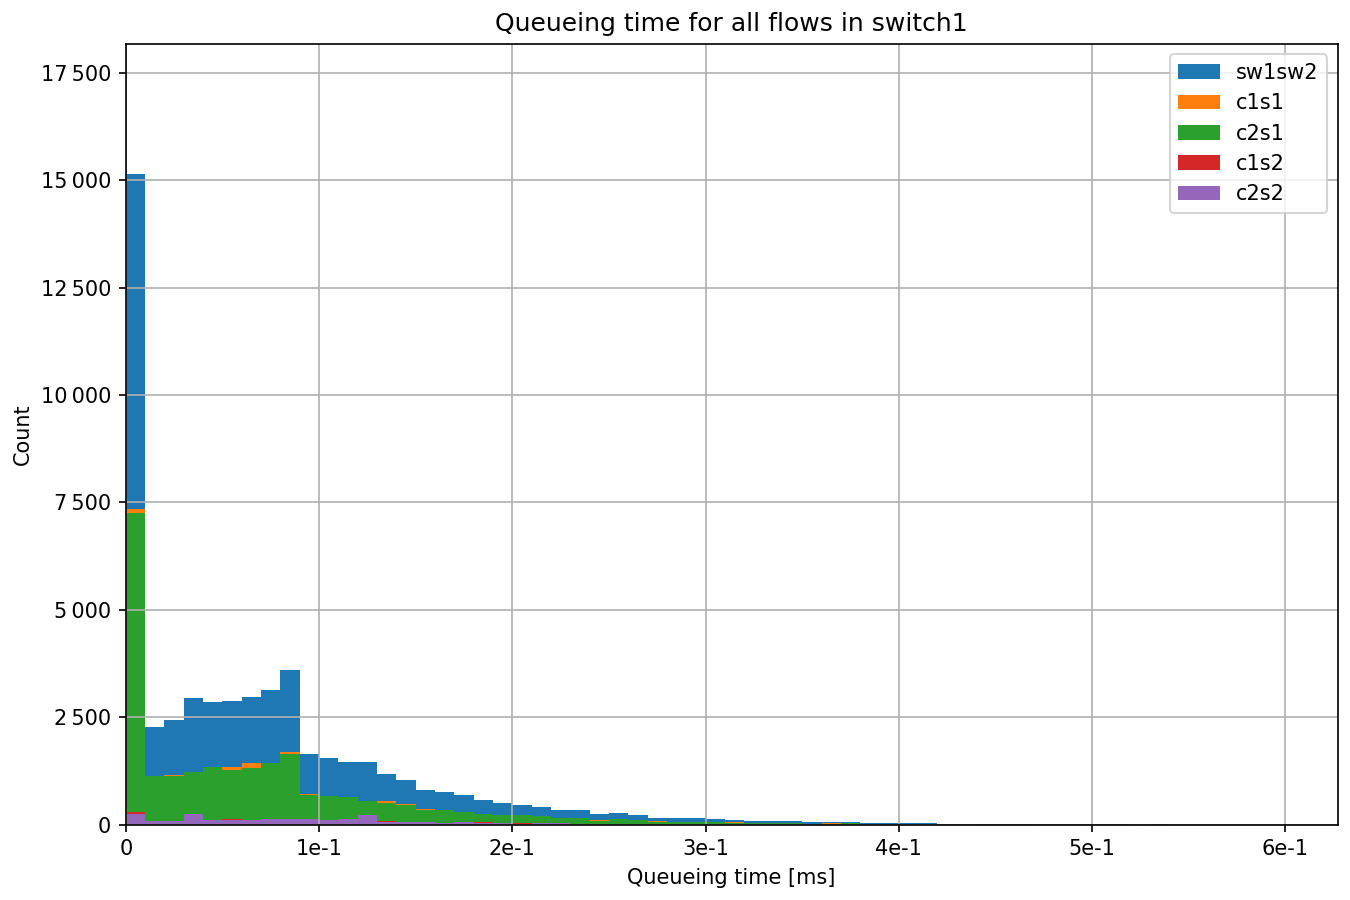 Queueing time for all flows in switch1
17 500
15 000
12 500
10 000
7 500
5 000
2 500
0
Count
sw1sw2
c1s1
c2s1
c1s2
c2s2
0 1e-1 2e-1 3e-1 4e-1 5e-1 6e-1
Queueing time [ms]